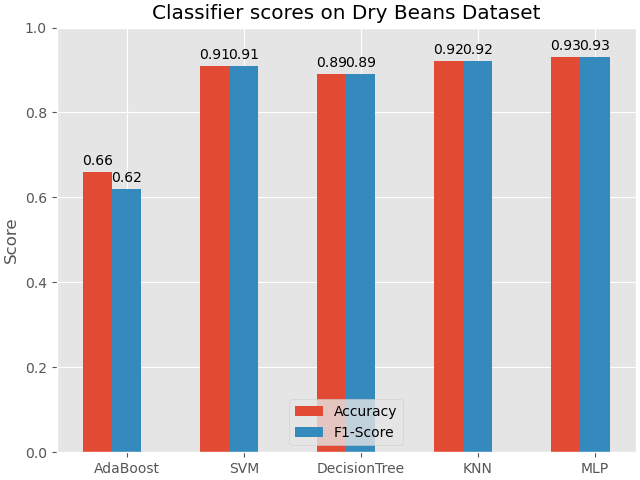 Classifier scores on Dry Beans Dataset
Score
1.0
0.8
0.6
0.4
0.2
0.0
0.66
0.62
0.91
0.91
0.89
0.89
0.92
0.92
0.93
0.93
Accuracy
F1-Score
AdaBoost
SVM
DecisionTree
KNN
MLP